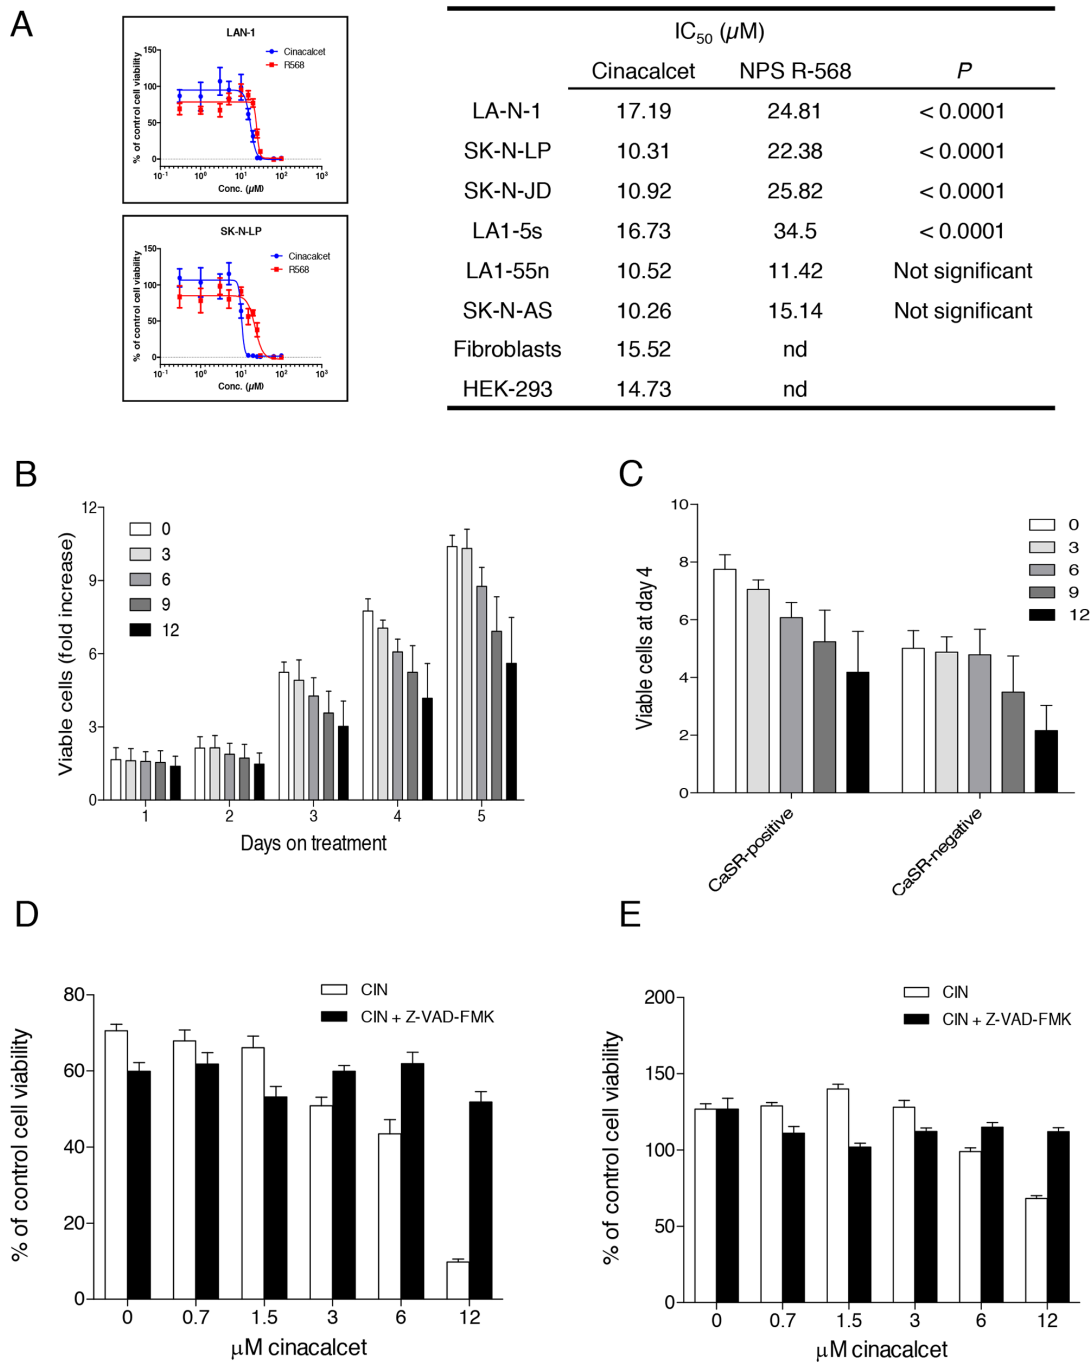 A
LAN-1
Cinacalcet
R568
% of control cell viability
150
100
50
0
10⁻¹ 10⁰ 10¹ 10² 10³
Conc. (µM)
SK-N-LP
Cinacalcet
R568
% of control cell viability
150
100
50
0
10⁻¹ 10⁰ 10¹ 10² 10³
Conc. (µM)
IC₅₀ (µM)
Cinacalcet NPS R-568 P
LA-N-1 17.19 24.81 < 0.0001
SK-N-LP 10.31 22.38 < 0.0001
SK-N-JD 10.92 25.82 < 0.0001
LA1-5s 16.73 34.5 < 0.0001
LA1-55n 10.52 11.42 Not significant
SK-N-AS 10.26 15.14 Not significant
Fibroblasts 15.52 nd
HEK-293 14.73 nd
B
Viable cells (fold increase)
12
9
6
3
0
0
3
6
9
12
1 2 3 4 5
Days on treatment
C
Viable cells at day 4
10
8
6
4
2
0
0
3
6
9
12
CaSR-positive
CaSR-negative
D
% of control cell viability
80
60
40
20
0
CIN
CIN + Z-VAD-FMK
0 0.7 1.5 3 6 12
µM cinacalcet
E
% of control cell viability
200
150
100
50
0
CIN
CIN + Z-VAD-FMK
0 0.7 1.5 3 6 12
µM cinacalcet